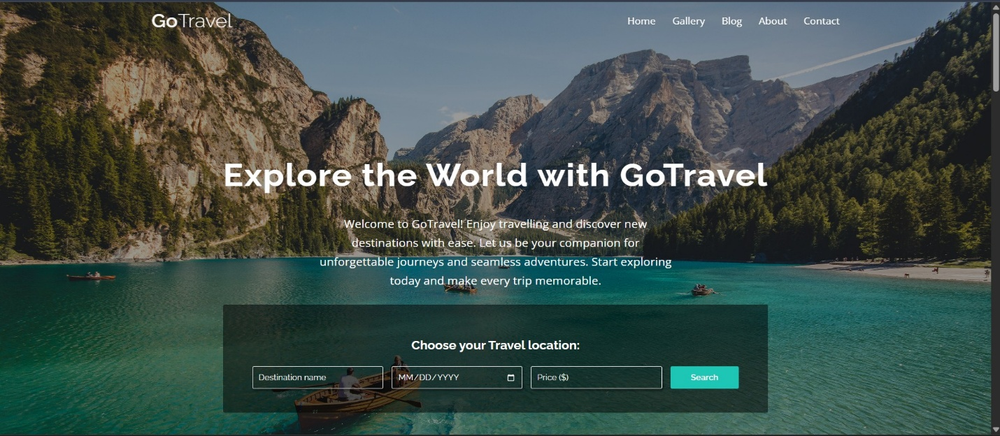 GoTravel
Home Gallery Blog About Contact
Explore the World with GoTravel
Welcome to GoTravel! Enjoy travelling and discover new
destinations with ease. Let us be your companion for
unforgettable journeys and seamless adventures. Start exploring
today and make every trip memorable.
Choose your Travel location:
Destination name MM/DD/YYYY Price ($) Search